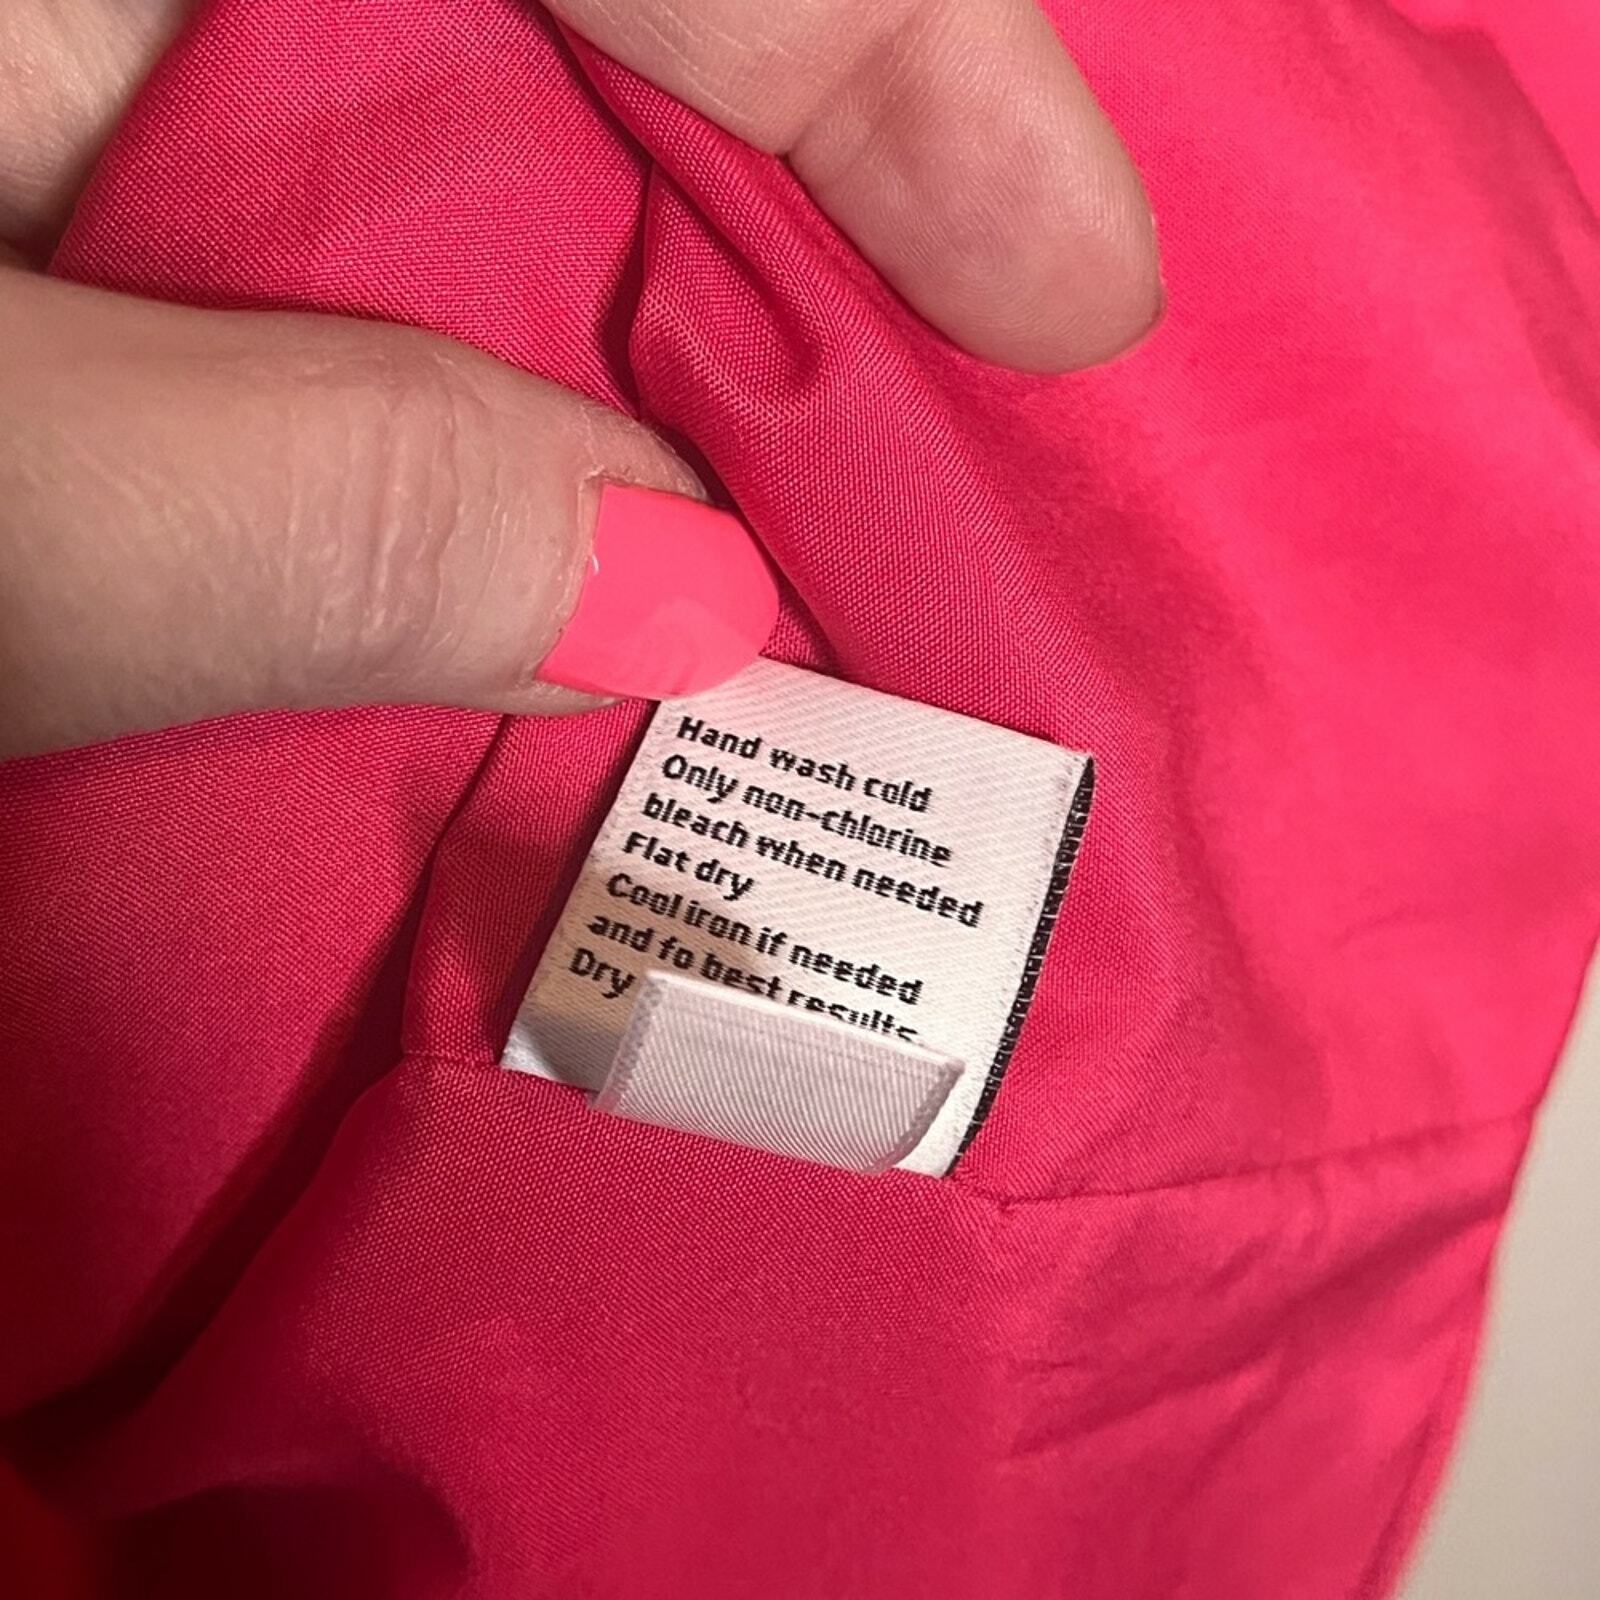 Hand wash cold
Only non-chlorine
bleach when needed
Flat dry
Cool iron if needed
and fo best results
Dry